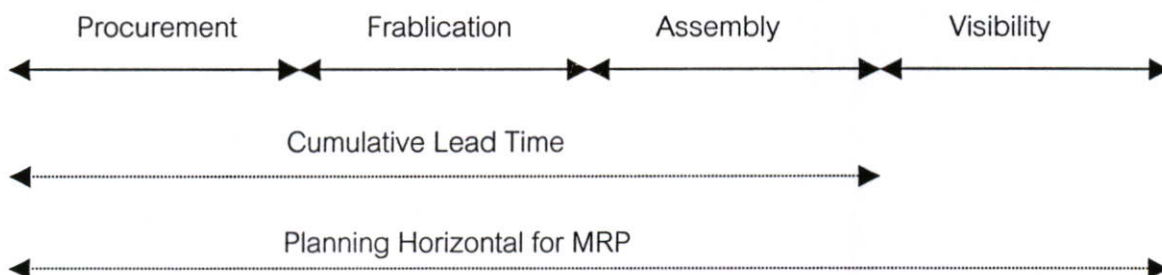 Procurement Frablication Assembly Visibility
Cumulative Lead Time
Planning Horizontal for MRP